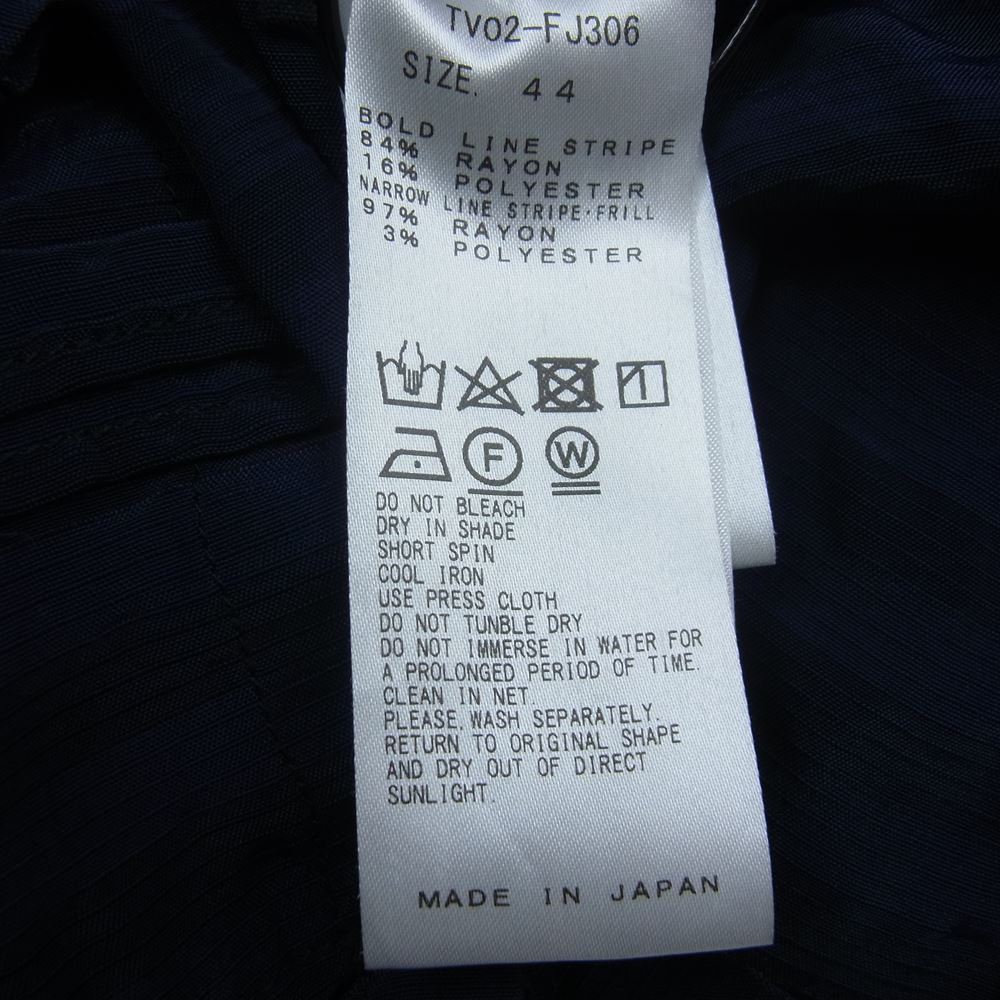 TV02-FJ306
SIZE. 44
BOLD LINE STRIPE
84% RAYON
16% POLYESTER
NARROW LINE STRIPE·FRILL
97% RAYON
3% POLYESTER
F W
DO NOT BLEACH
DRY IN SHADE
SHORT SPIN
COOL IRON
USE PRESS CLOTH
DO NOT TUNBLE DRY
DO NOT IMMERSE IN WATER FOR
A PROLONGED PERIOD OF TIME.
CLEAN IN NET.
PLEASE.WASH SEPARATELY.
RETURN TO ORIGINAL SHAPE
AND DRY OUT OF DIRECT
SUNLIGHT.
MADE IN JAPAN